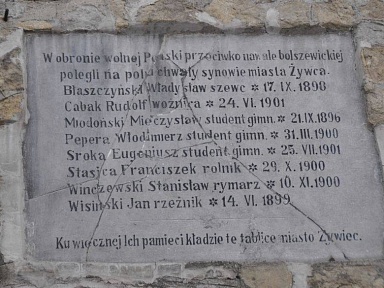 W obronie wolnej Polski przeciwko nawale bolszewickiej
polegli na polu chwały synowie miasta Żywca.
Błaszczyński Władysław szewc * 17. IX. 1898
Cabak Rudolf woźnica * 24. VI. 1901
Młodoński Mieczysław student gimn. * 21. IX. 1896
Pepera Włodzimierz student gimn. * 31. III. 1900
Sroka Eugeniusz student gimn. * 25. VII. 1901
Stasica Franciszek rolnik * 29. X. 1900
Winczewski Stanisław rymarz * 10. XI. 1900
Wisiński Jan rzeźnik * 14. VI. 1899
Ku wiecznej Ich pamięci kładzie tę tablicę miasto Żywiec.